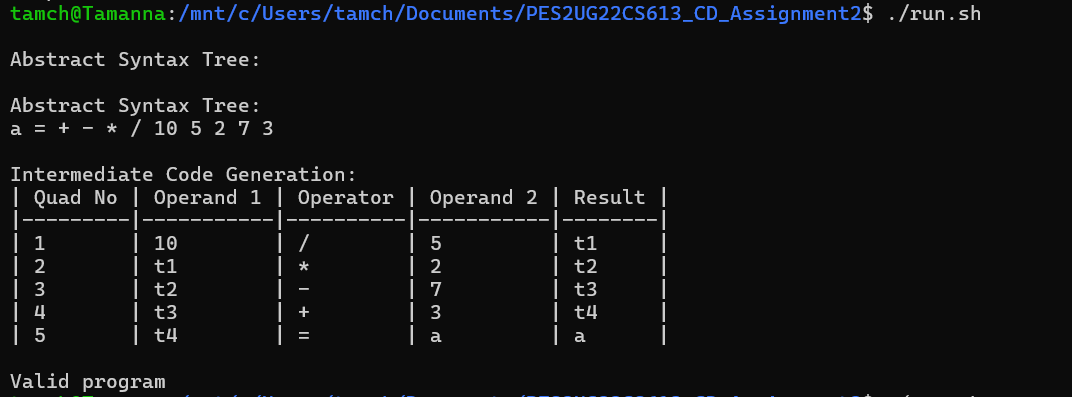 tamch@Tamanna:/mnt/c/Users/tamch/Documents/PES2UG22CS613_CD_Assignment2$ ./run.sh
Abstract Syntax Tree:
Abstract Syntax Tree:
a = + - * / 10 5 2 7 3
Intermediate Code Generation:
| Quad No | Operand 1 | Operator | Operand 2 | Result |
|---------|-----------|----------|-----------|--------|
| 1       | 10        | /        | 5         | t1     |
| 2       | t1        | *        | 2         | t2     |
| 3       | t2        | -        | 7         | t3     |
| 4       | t3        | +        | 3         | t4     |
| 5       | t4        | =        | a         | a      |
Valid program